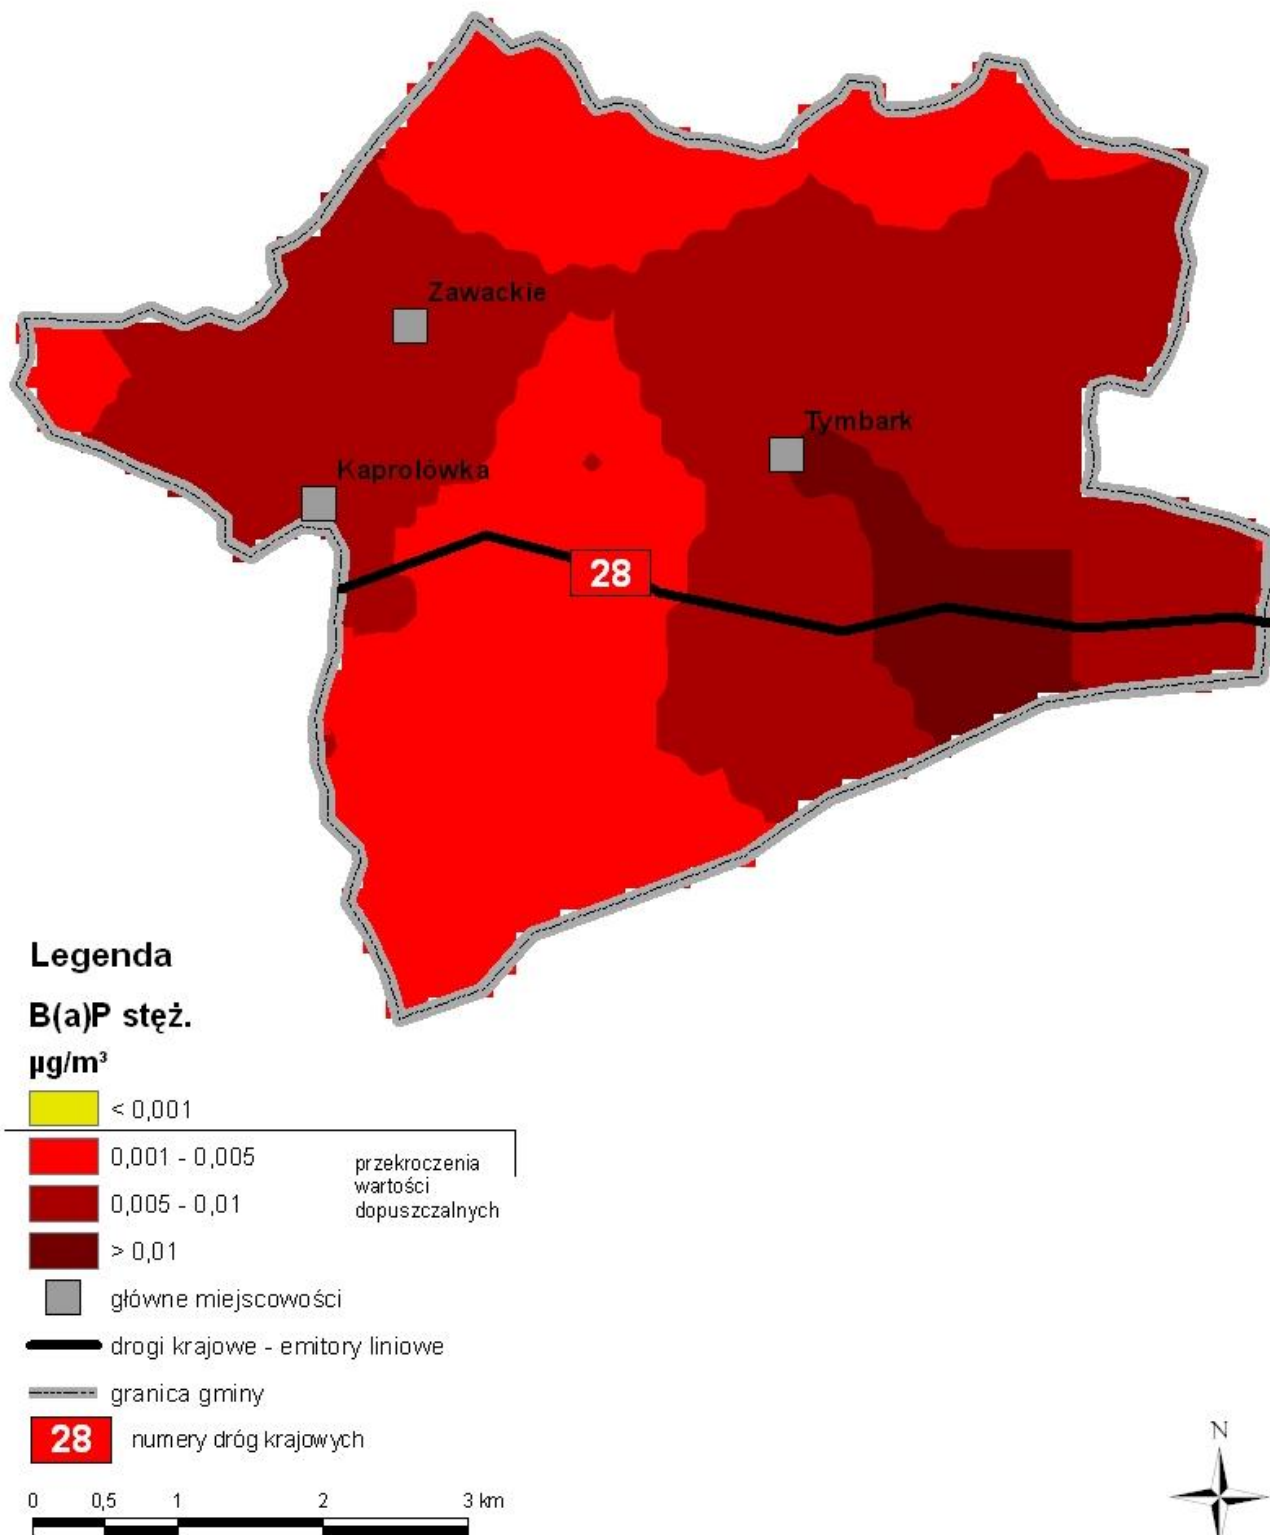 Zawackie
Tymbark
Kaprolówka
28
Legenda
B(a)P stęż.
µg/m³
< 0,001
0,001 - 0,005
0,005 - 0,01
> 0,01
przekroczenia
wartości
dopuszczalnych
główne miejscowości
drogi krajowe - emitory liniowe
granica gminy
28 numery dróg krajowych
0 0,5 1 2 3 km
N